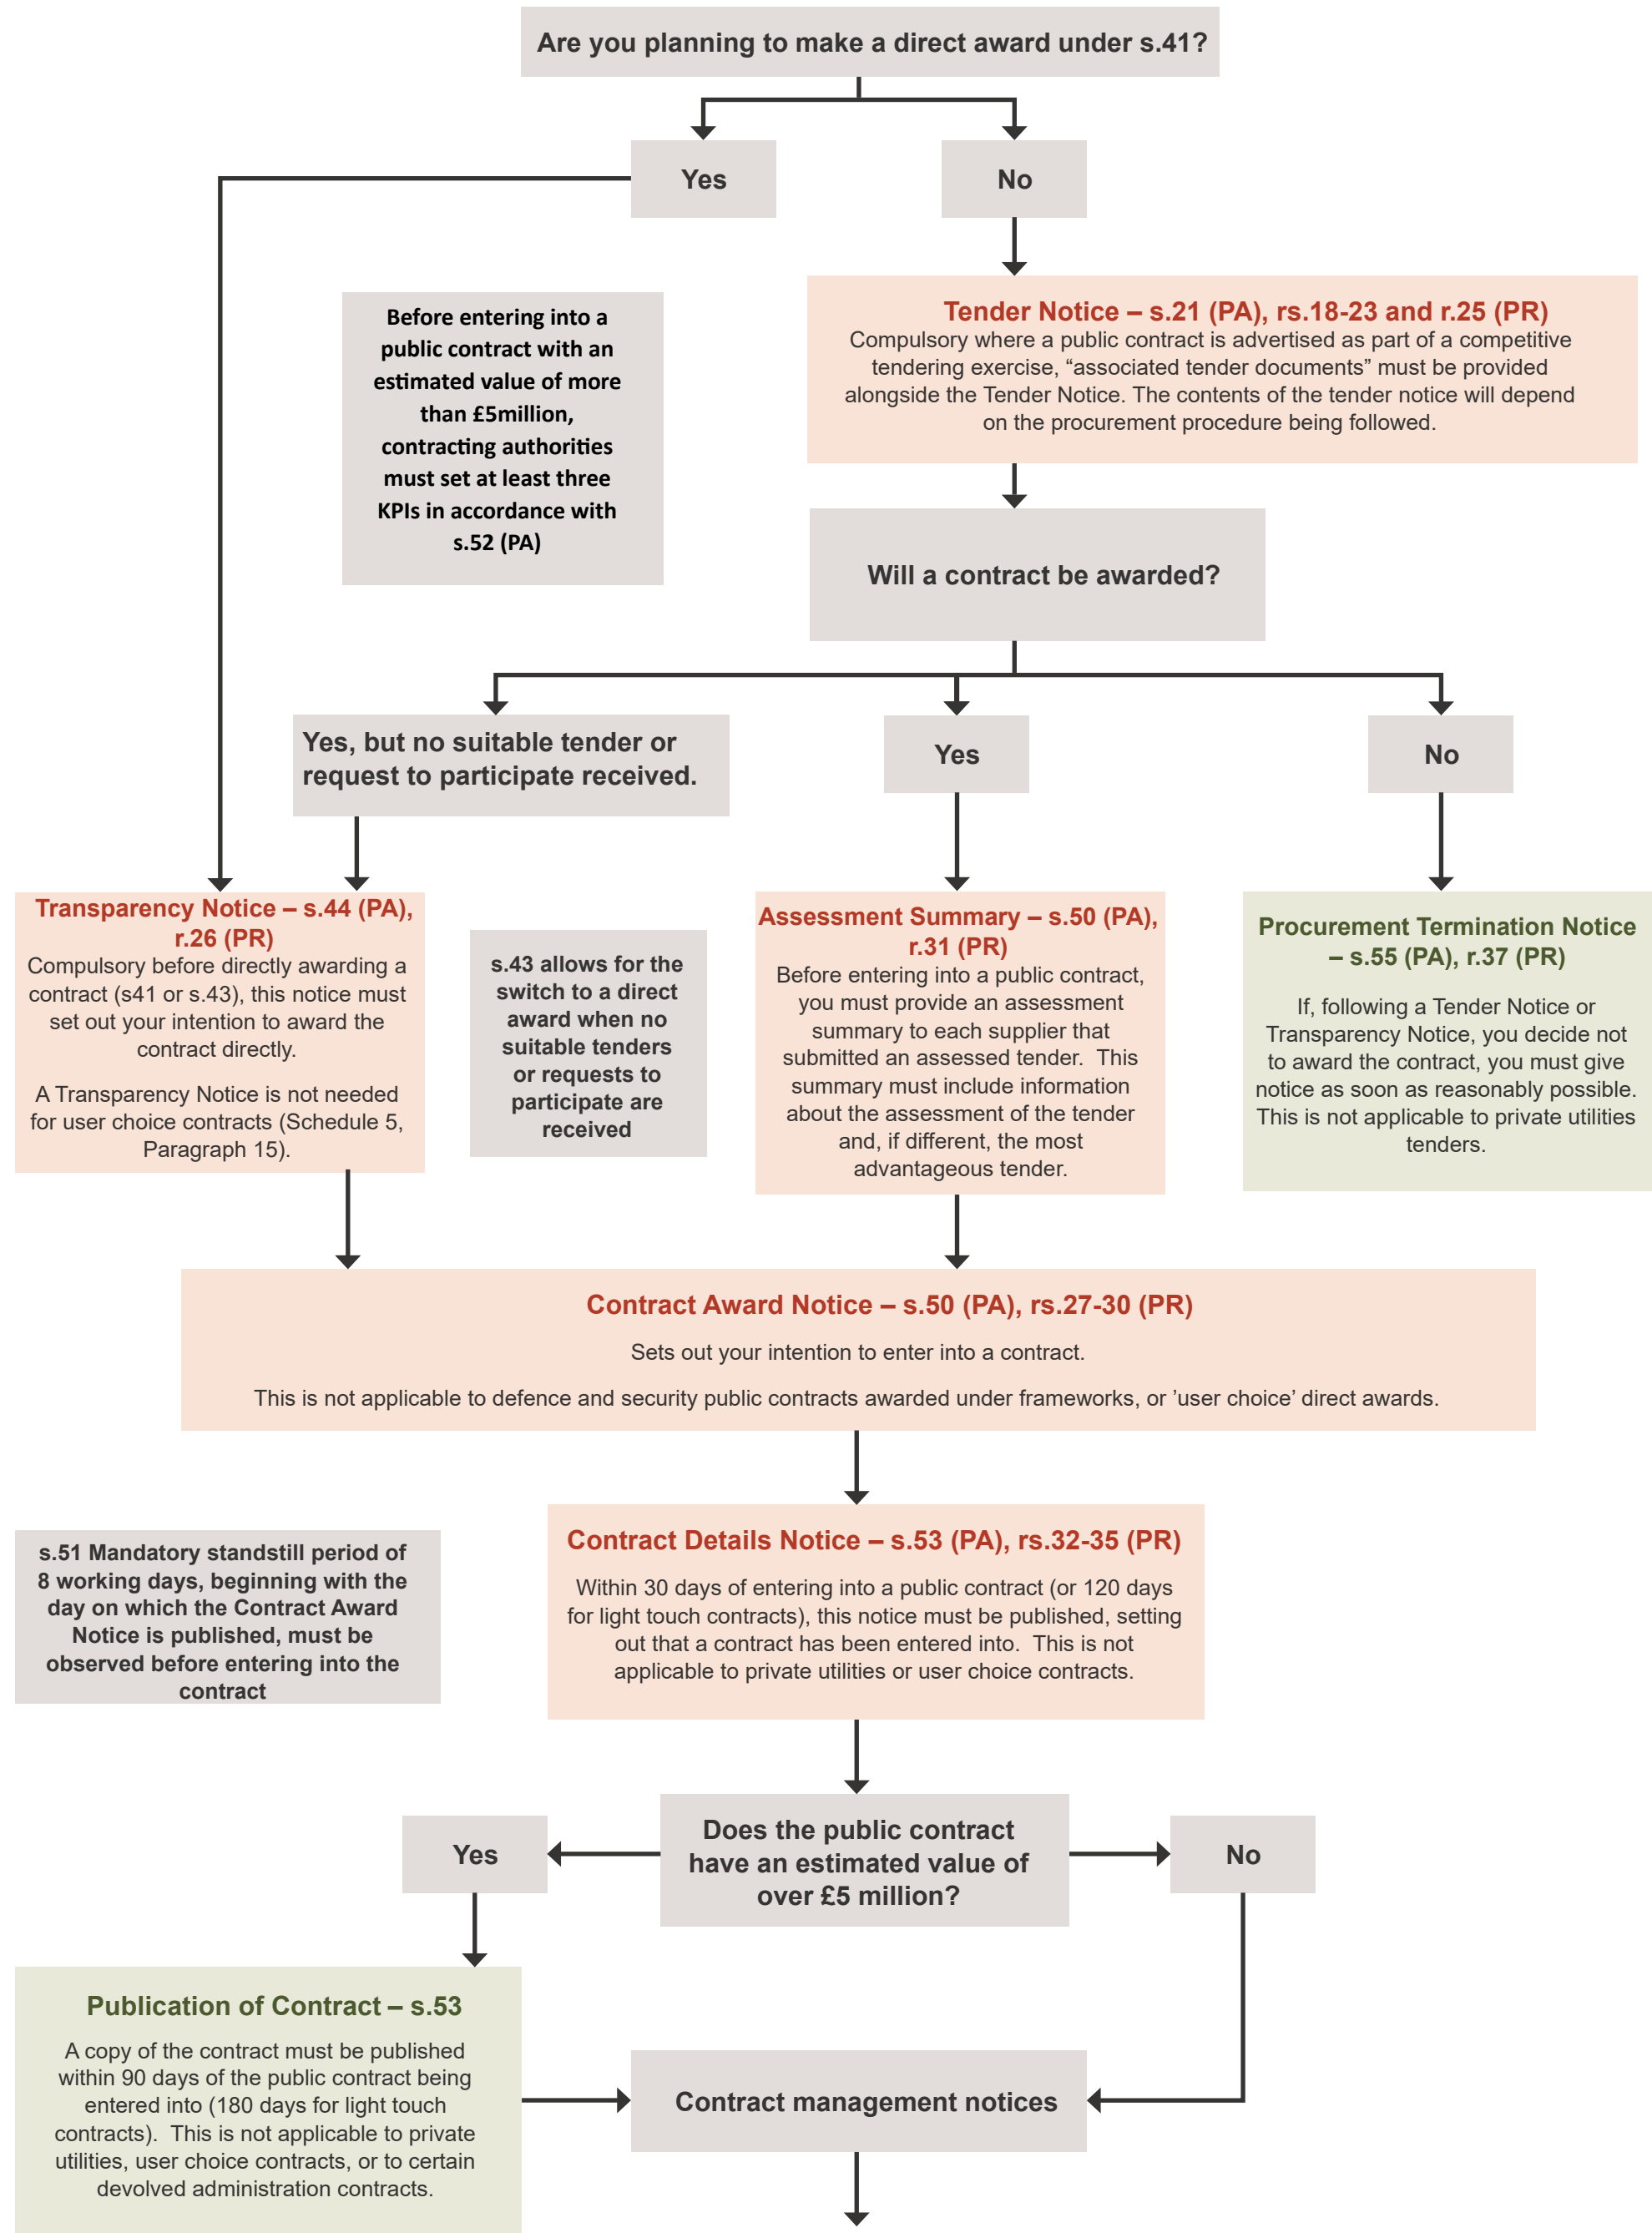 Are you planning to make a direct award under s.41?
Yes
No
Before entering into a
public contract with an
estimated value of more
than £5million,
contracting authorities
must set at least three
KPIs in accordance with
s.52 (PA)
Tender Notice – s.21 (PA), rs.18-23 and r.25 (PR)
Compulsory where a public contract is advertised as part of a competitive
tendering exercise, “associated tender documents” must be provided
alongside the Tender Notice. The contents of the tender notice will depend
on the procurement procedure being followed.
Will a contract be awarded?
Yes, but no suitable tender or
request to participate received.
Yes
No
Transparency Notice – s.44 (PA),
r.26 (PR)
Compulsory before directly awarding a
contract (s41 or s.43), this notice must
set out your intention to award the
contract directly.
A Transparency Notice is not needed
for user choice contracts (Schedule 5,
Paragraph 15).
s.43 allows for the
switch to a direct
award when no
suitable tenders
or requests to
participate are
received
Assessment Summary – s.50 (PA),
r.31 (PR)
Before entering into a public contract,
you must provide an assessment
summary to each supplier that
submitted an assessed tender.  This
summary must include information
about the assessment of the tender
and, if different, the most
advantageous tender.
Procurement Termination Notice
– s.55 (PA), r.37 (PR)
If, following a Tender Notice or
Transparency Notice, you decide not
to award the contract, you must give
notice as soon as reasonably possible.
This is not applicable to private utilities
tenders.
Contract Award Notice – s.50 (PA), rs.27-30 (PR)
Sets out your intention to enter into a contract.
This is not applicable to defence and security public contracts awarded under frameworks, or ’user choice’ direct awards.
s.51 Mandatory standstill period of
8 working days, beginning with the
day on which the Contract Award
Notice is published, must be
observed before entering into the
contract
Contract Details Notice – s.53 (PA), rs.32-35 (PR)
Within 30 days of entering into a public contract (or 120 days
for light touch contracts), this notice must be published, setting
out that a contract has been entered into.  This is not
applicable to private utilities or user choice contracts.
Yes
Does the public contract
have an estimated value of
over £5 million?
No
Publication of Contract – s.53
A copy of the contract must be published
within 90 days of the public contract being
entered into (180 days for light touch
contracts).  This is not applicable to private
utilities, user choice contracts, or to certain
devolved administration contracts.
Contract management notices